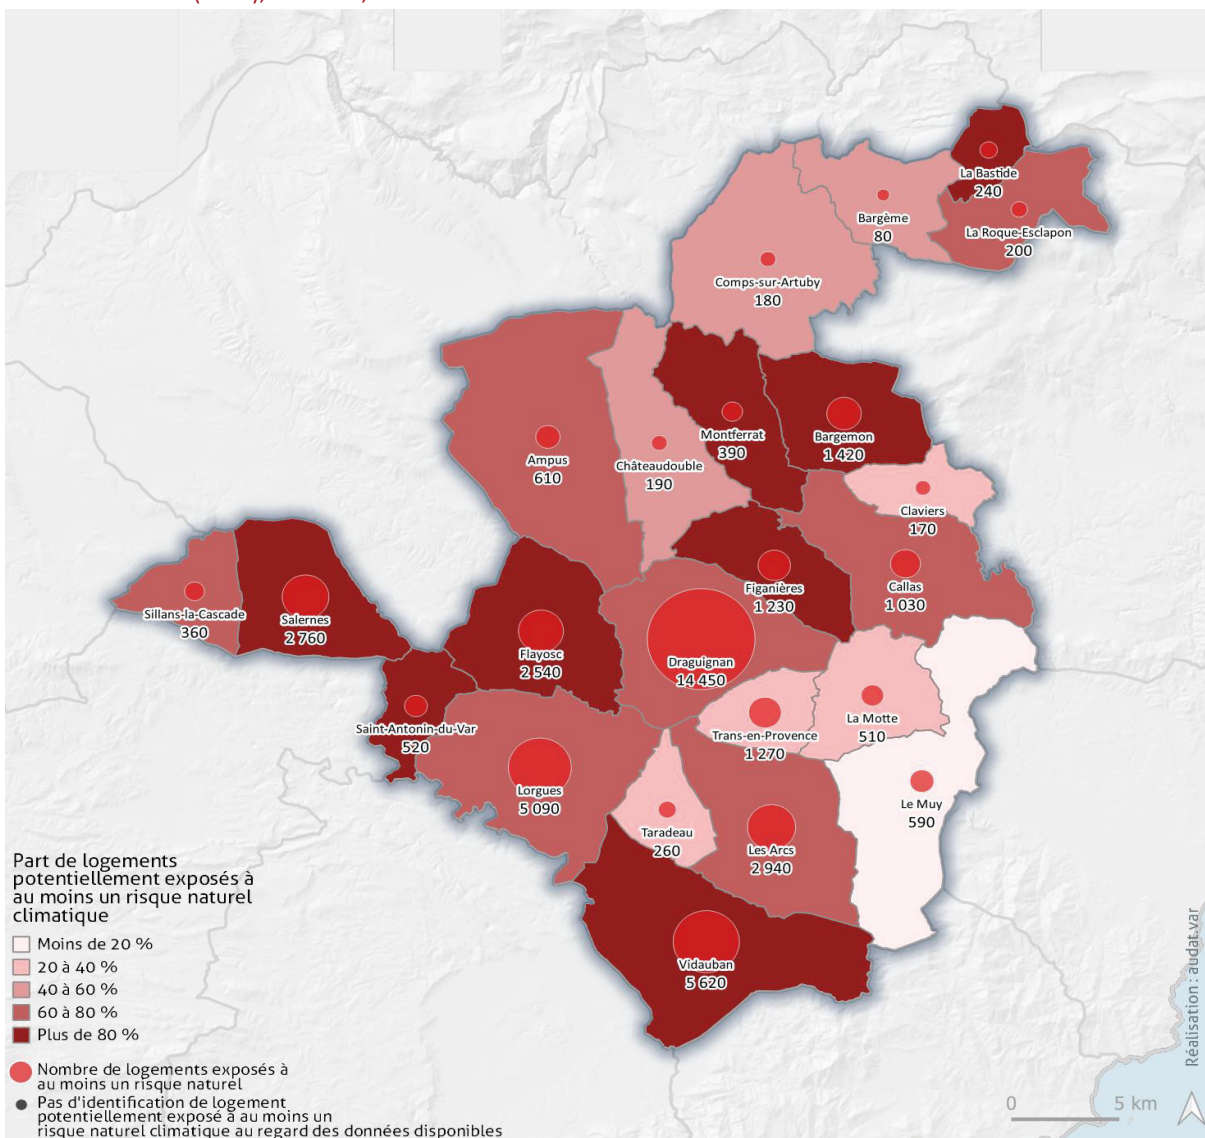 La Bastide
240
Bargème
80
La Roque-Esclapon
200
Comps-sur-Artuby
180
Montferrat
390
Bargemon
1 420
Ampus
610
Châteaudouble
190
Claviers
170
Figanières
1 230
Callas
1 030
Sillans-la-Cascade
360
Salernes
2 760
Flayosc
2 540
Draguignan
14 450
La Motte
510
Saint-Antonin-du-Var
520
Trans-en-Provence
1 270
Lorgues
5 090
Le Muy
590
Taradeau
260
Les Arcs
2 940
Vidauban
5 620
Part de logements
potentiellement exposés à
au moins un risque naturel
climatique
Moins de 20 %
20 à 40 %
40 à 60 %
60 à 80 %
Plus de 80 %
Nombre de logements exposés à
au moins un risque naturel
Pas d'identification de logement
potentiellement exposé à au moins un
risque naturel climatique au regard des données disponibles
0 5 km
Réalisation : audat.var